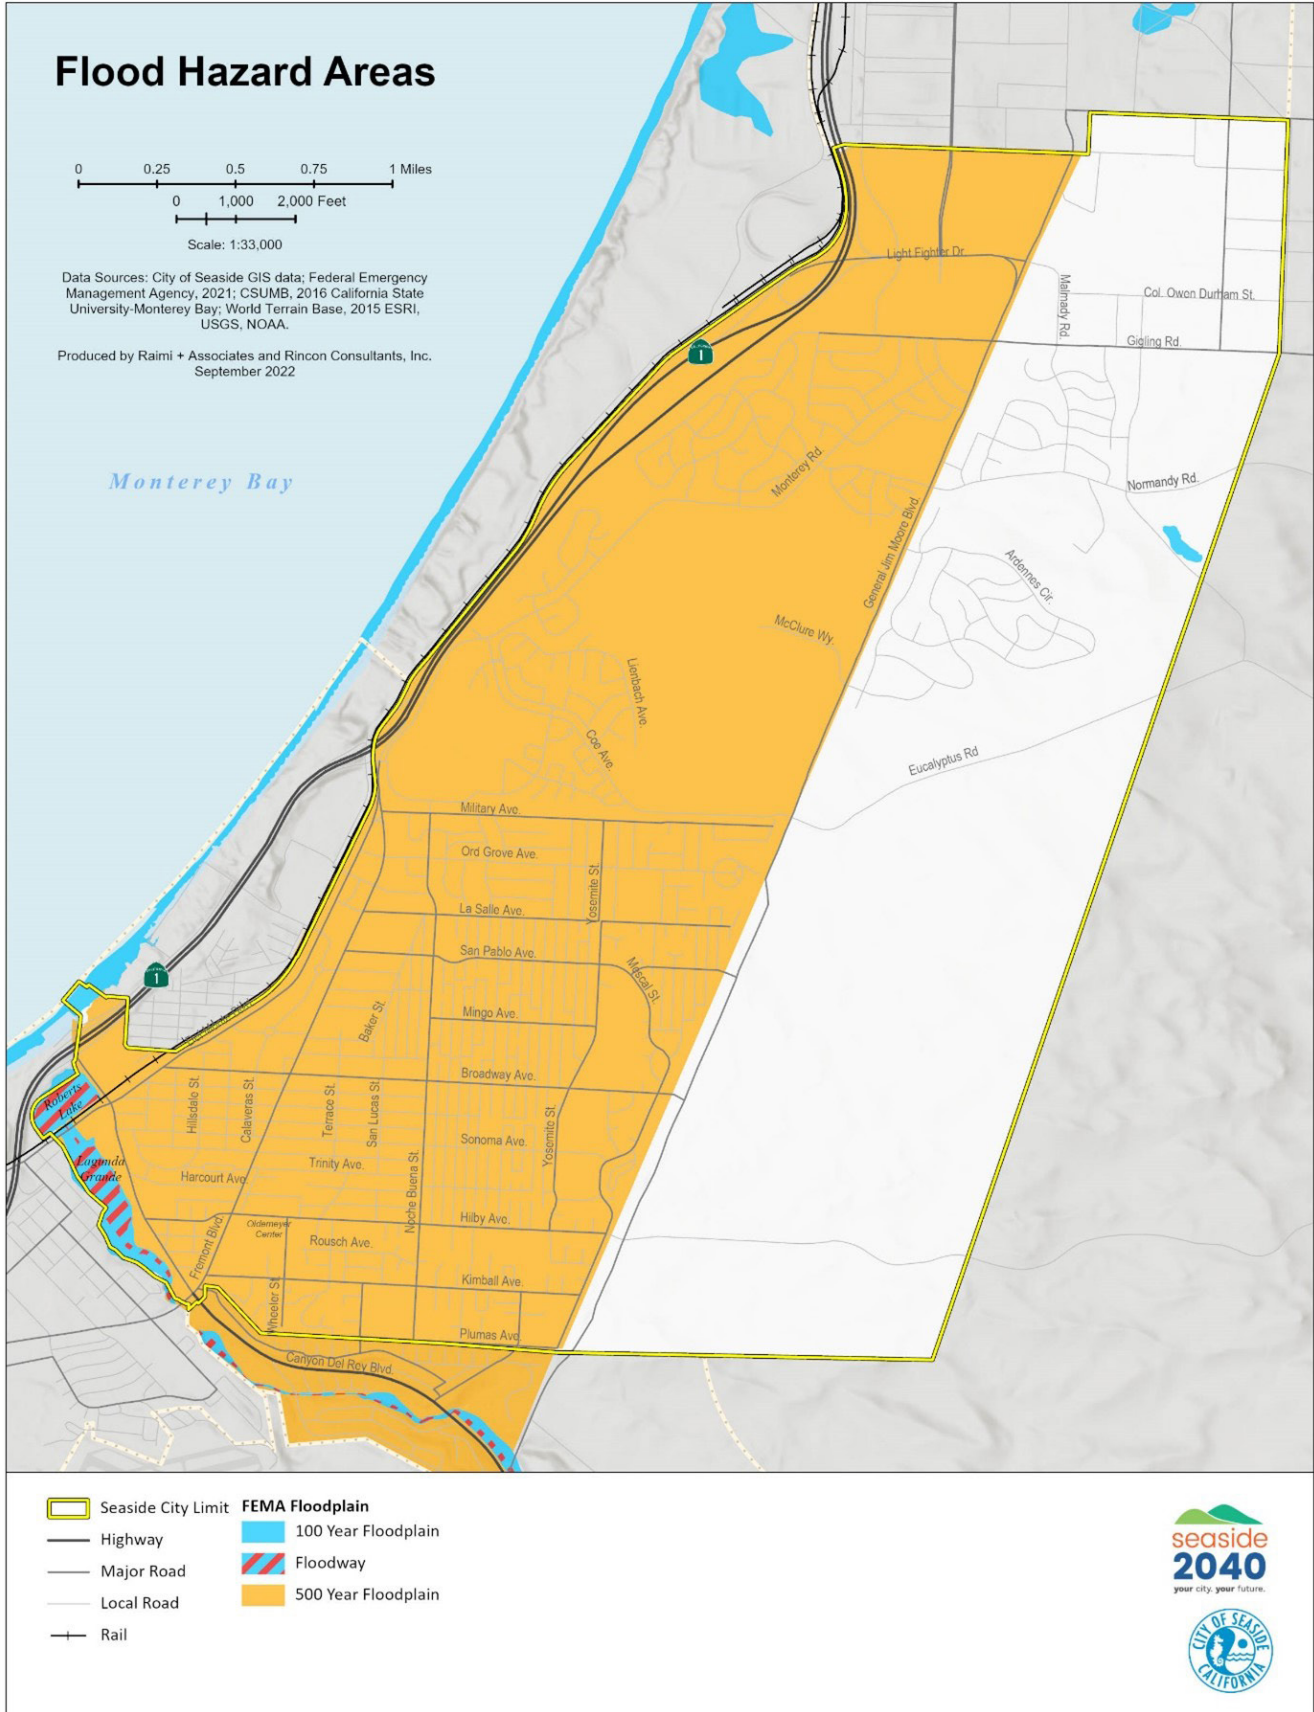 Flood Hazard Areas
0 0.25 0.5 0.75 1 Miles
0 1,000 2,000 Feet
Scale: 1:33,000
Data Sources: City of Seaside GIS data; Federal Emergency
Management Agency, 2021; CSUMB, 2016 California State
University-Monterey Bay; World Terrain Base, 2015 ESRI,
USGS, NOAA.
Produced by Raimi + Associates and Rincon Consultants, Inc.
September 2022
Monterey Bay
Light Fighter Dr.
Malmady Rd.
Col. Owen Durham St.
Gigling Rd.
1
Monterey Rd
Normandy Rd.
General Jim Moore Blvd
Ardennes Cir.
McClure Wy.
Lienbach Ave.
Coe Ave.
Eucalyptus Rd
Military Ave.
Ord Grove Ave.
Yosemite St.
La Salle Ave.
San Pablo Ave.
Mescal St.
1
Baker St.
Mingo Ave.
Broadway Ave.
Roberts
Lake
Hillsdale St.
Calaveras St.
Terrace St.
San Lucas St.
Sonoma Ave.
Yosemite St.
Laguna
Grande
Trinity Ave.
Harcourt Ave.
Noche Buena St.
Hilby Ave.
Oldemeyer
Center
Fremont Blvd.
Rousch Ave.
Kimball Ave.
Wheeler St.
Plumas Ave.
Canyon Del Rey Blvd.
Seaside City Limit
Highway
Major Road
Local Road
Rail
FEMA Floodplain
100 Year Floodplain
Floodway
500 Year Floodplain
seaside
2040
your city. your future.
CITY OF SEASIDE
CALIFORNIA